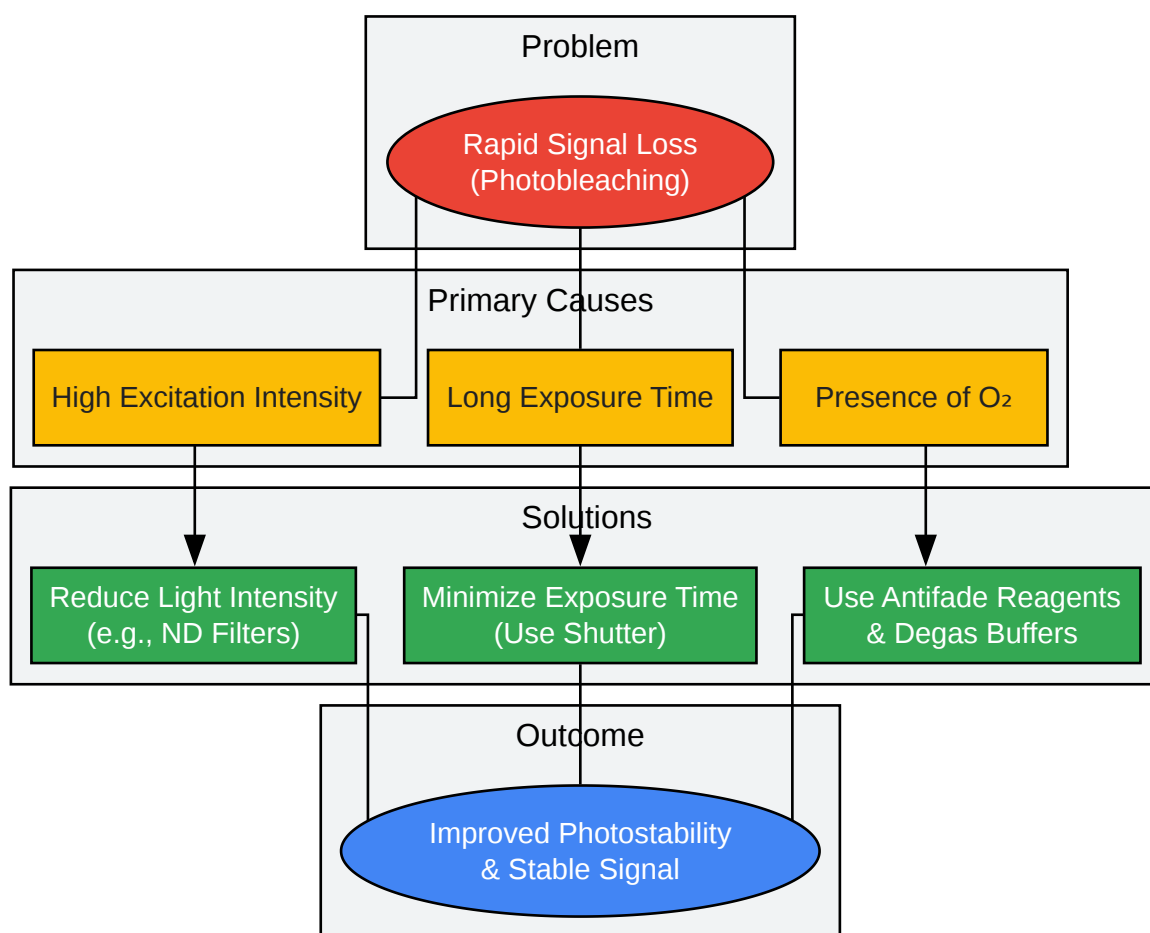 Problem
Rapid Signal Loss
(Photobleaching)
Primary Causes
High Excitation Intensity
Long Exposure Time
Presence of O₂
Solutions
Reduce Light Intensity
(e.g., ND Filters)
Minimize Exposure Time
(Use Shutter)
Use Antifade Reagents
& Degas Buffers
Outcome
Improved Photostability
& Stable Signal